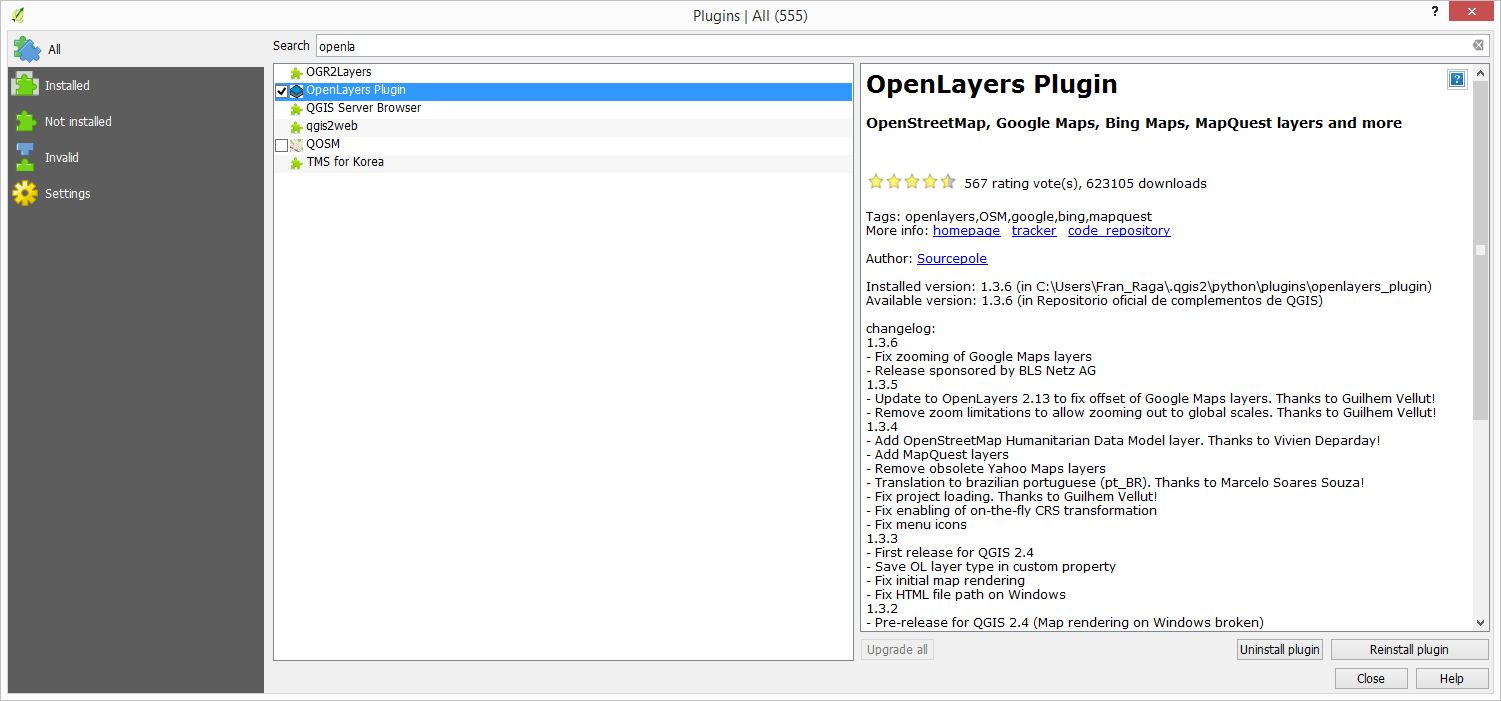 Plugins | All (555)
?
All
Installed
Not installed
Invalid
Settings
Search openla
OGR2Layers
OpenLayers Plugin
QGIS Server Browser
qgis2web
QOSM
TMS for Korea
OpenLayers Plugin
?
OpenStreetMap, Google Maps, Bing Maps, MapQuest layers and more
567 rating vote(s), 623105 downloads
Tags: openlayers,OSM,google,bing,mapquest
More info: homepage tracker code_repository
Author: Sourcepole
Installed version: 1.3.6 (in C:\Users\Fran_Raga\.qgis2\python\plugins\openlayers_plugin)
Available version: 1.3.6 (in Repositorio oficial de complementos de QGIS)
changelog:
1.3.6
- Fix zooming of Google Maps layers
- Release sponsored by BLS Netz AG
1.3.5
- Update to OpenLayers 2.13 to fix offset of Google Maps layers. Thanks to Guilhem Vellut!
- Remove zoom limitations to allow zooming out to global scales. Thanks to Guilhem Vellut!
1.3.4
- Add OpenStreetMap Humanitarian Data Model layer. Thanks to Vivien Deparday!
- Add MapQuest layers
- Remove obsolete Yahoo Maps layers
- Translation to brazilian portuguese (pt_BR). Thanks to Marcelo Soares Souza!
- Fix project loading. Thanks to Guilhem Vellut!
- Fix enabling of on-the-fly CRS transformation
- Fix menu icons
1.3.3
- First release for QGIS 2.4
- Save OL layer type in custom property
- Fix initial map rendering
- Fix HTML file path on Windows
1.3.2
- Pre-release for QGIS 2.4 (Map rendering on Windows broken)
Upgrade all
Uninstall plugin
Reinstall plugin
Close
Help